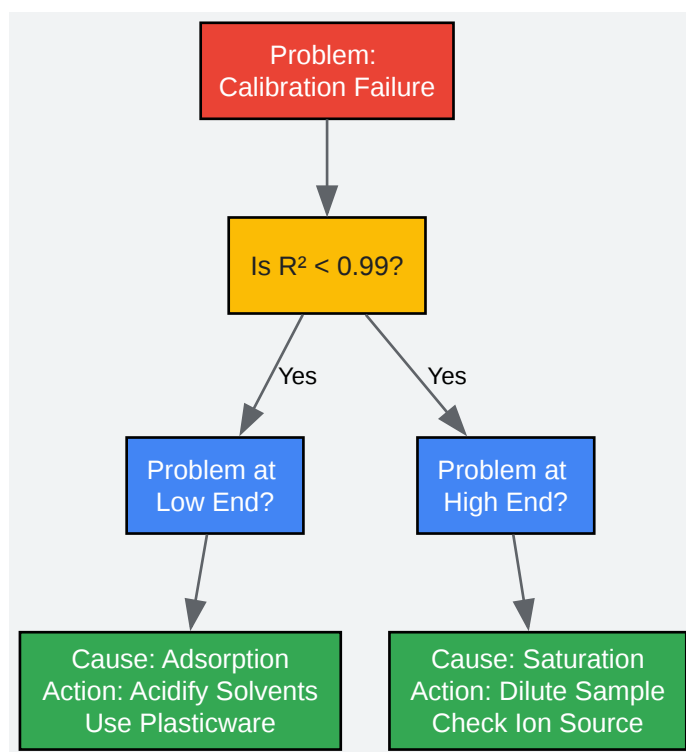 Problem:
Calibration Failure
Is R² < 0.99?
Yes
Yes
Problem at
Low End?
Problem at
High End?
Cause: Adsorption
Action: Acidify Solvents
Use Plasticware
Cause: Saturation
Action: Dilute Sample
Check Ion Source